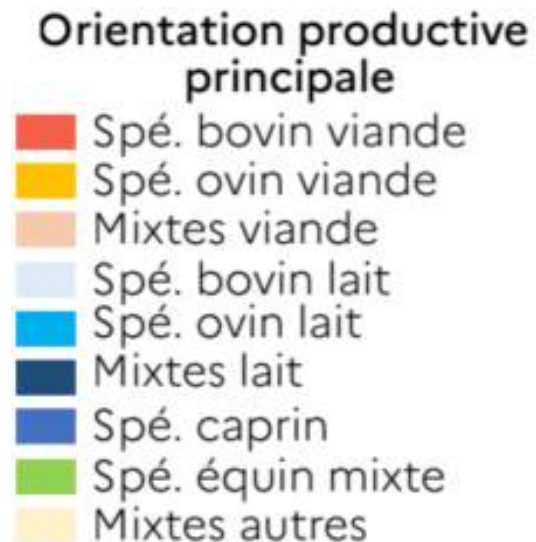 Orientation productive
principale
Spé. bovin viande
Spé. ovin viande
Mixtes viande
Spé. bovin lait
Spé. ovin lait
Mixtes lait
Spé. caprin
Spé. équin mixte
Mixtes autres